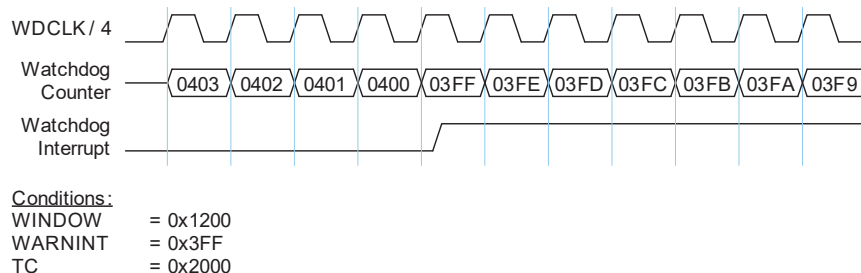 WDCLK / 4
Watchdog
Counter
0403 0402 0401 0400 03FF 03FE 03FD 03FC 03FB 03FA 03F9
Watchdog
Interrupt
Conditions:
WINDOW = 0x1200
WARNINT = 0x3FF
TC = 0x2000